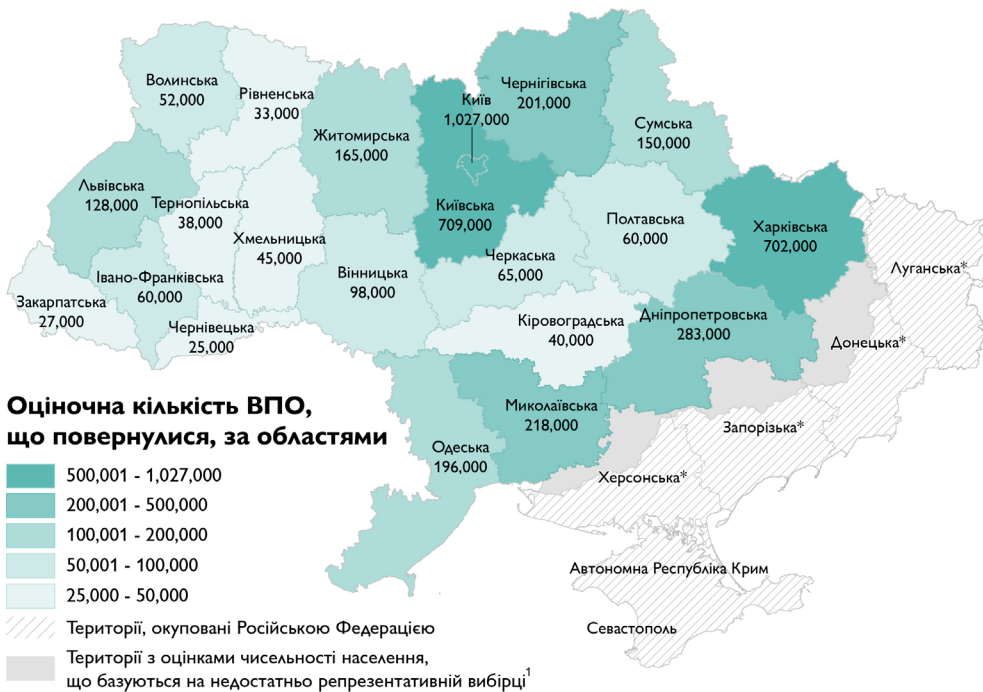 Волинська
52,000
Рівненська
33,000
Житомирська
165,000
Київ
1,027,000
Чернігівська
201,000
Сумська
150,000
Львівська
128,000
Тернопільська
38,000
Хмельницька
45,000
Київська
709,000
Полтавська
60,000
Харківська
702,000
Луганська*
Івано-Франківська
60,000
Вінницька
98,000
Черкаська
65,000
Закарпатська
27,000
Чернівецька
25,000
Кіровоградська
40,000
Дніпропетровська
283,000
Донецька*
Миколаївська
218,000
Запорізька*
Одеська
196,000
Херсонська*
Автономна Республіка Крим
Севастополь
Оціночна кількість ВПО,
що повернулися, за областями
500,001 - 1,027,000
200,001 - 500,000
100,001 - 200,000
50,001 - 100,000
25,000 - 50,000
Території, окуповані Російською Федерацією
Території з оцінками чисельності населення,
що базуються на недостатньо репрезентативній вибірці¹